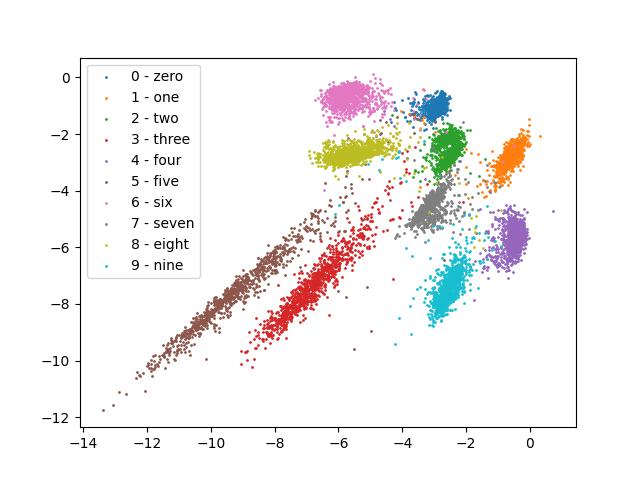 0 - zero
1 - one
2 - two
3 - three
4 - four
5 - five
6 - six
7 - seven
8 - eight
9 - nine
0
−2
−4
−6
−8
−10
−12
−14 −12 −10 −8 −6 −4 −2 0